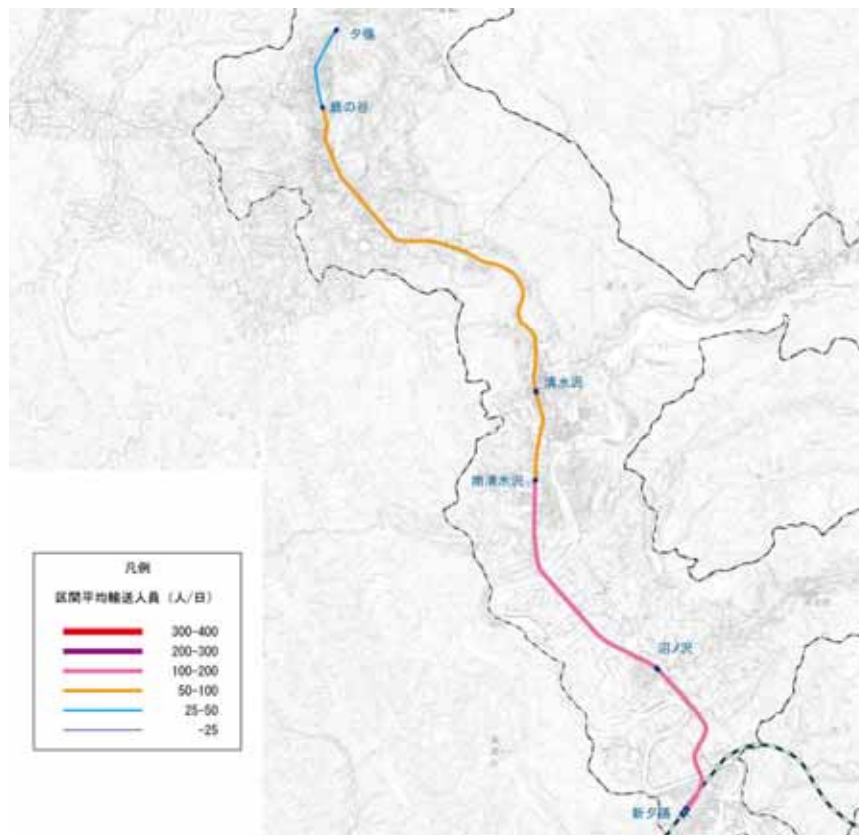 夕張
鹿の谷
清水沢
南清水沢
沼ノ沢
新夕張
凡例
区間平均輸送人員（人/日）
300-400
200-300
100-200
50-100
25-50
-25